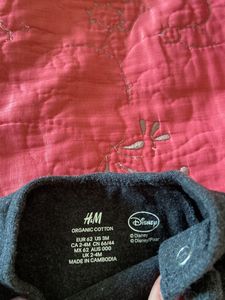 H&M
ORGANIC COTTON
EUR 62 US 3M
CA 2-4M CN 66/44
MX 62 AUS 000
UK 2-4M
MADE IN CAMBODIA
Disney
© Disney
© Disney/Pixar